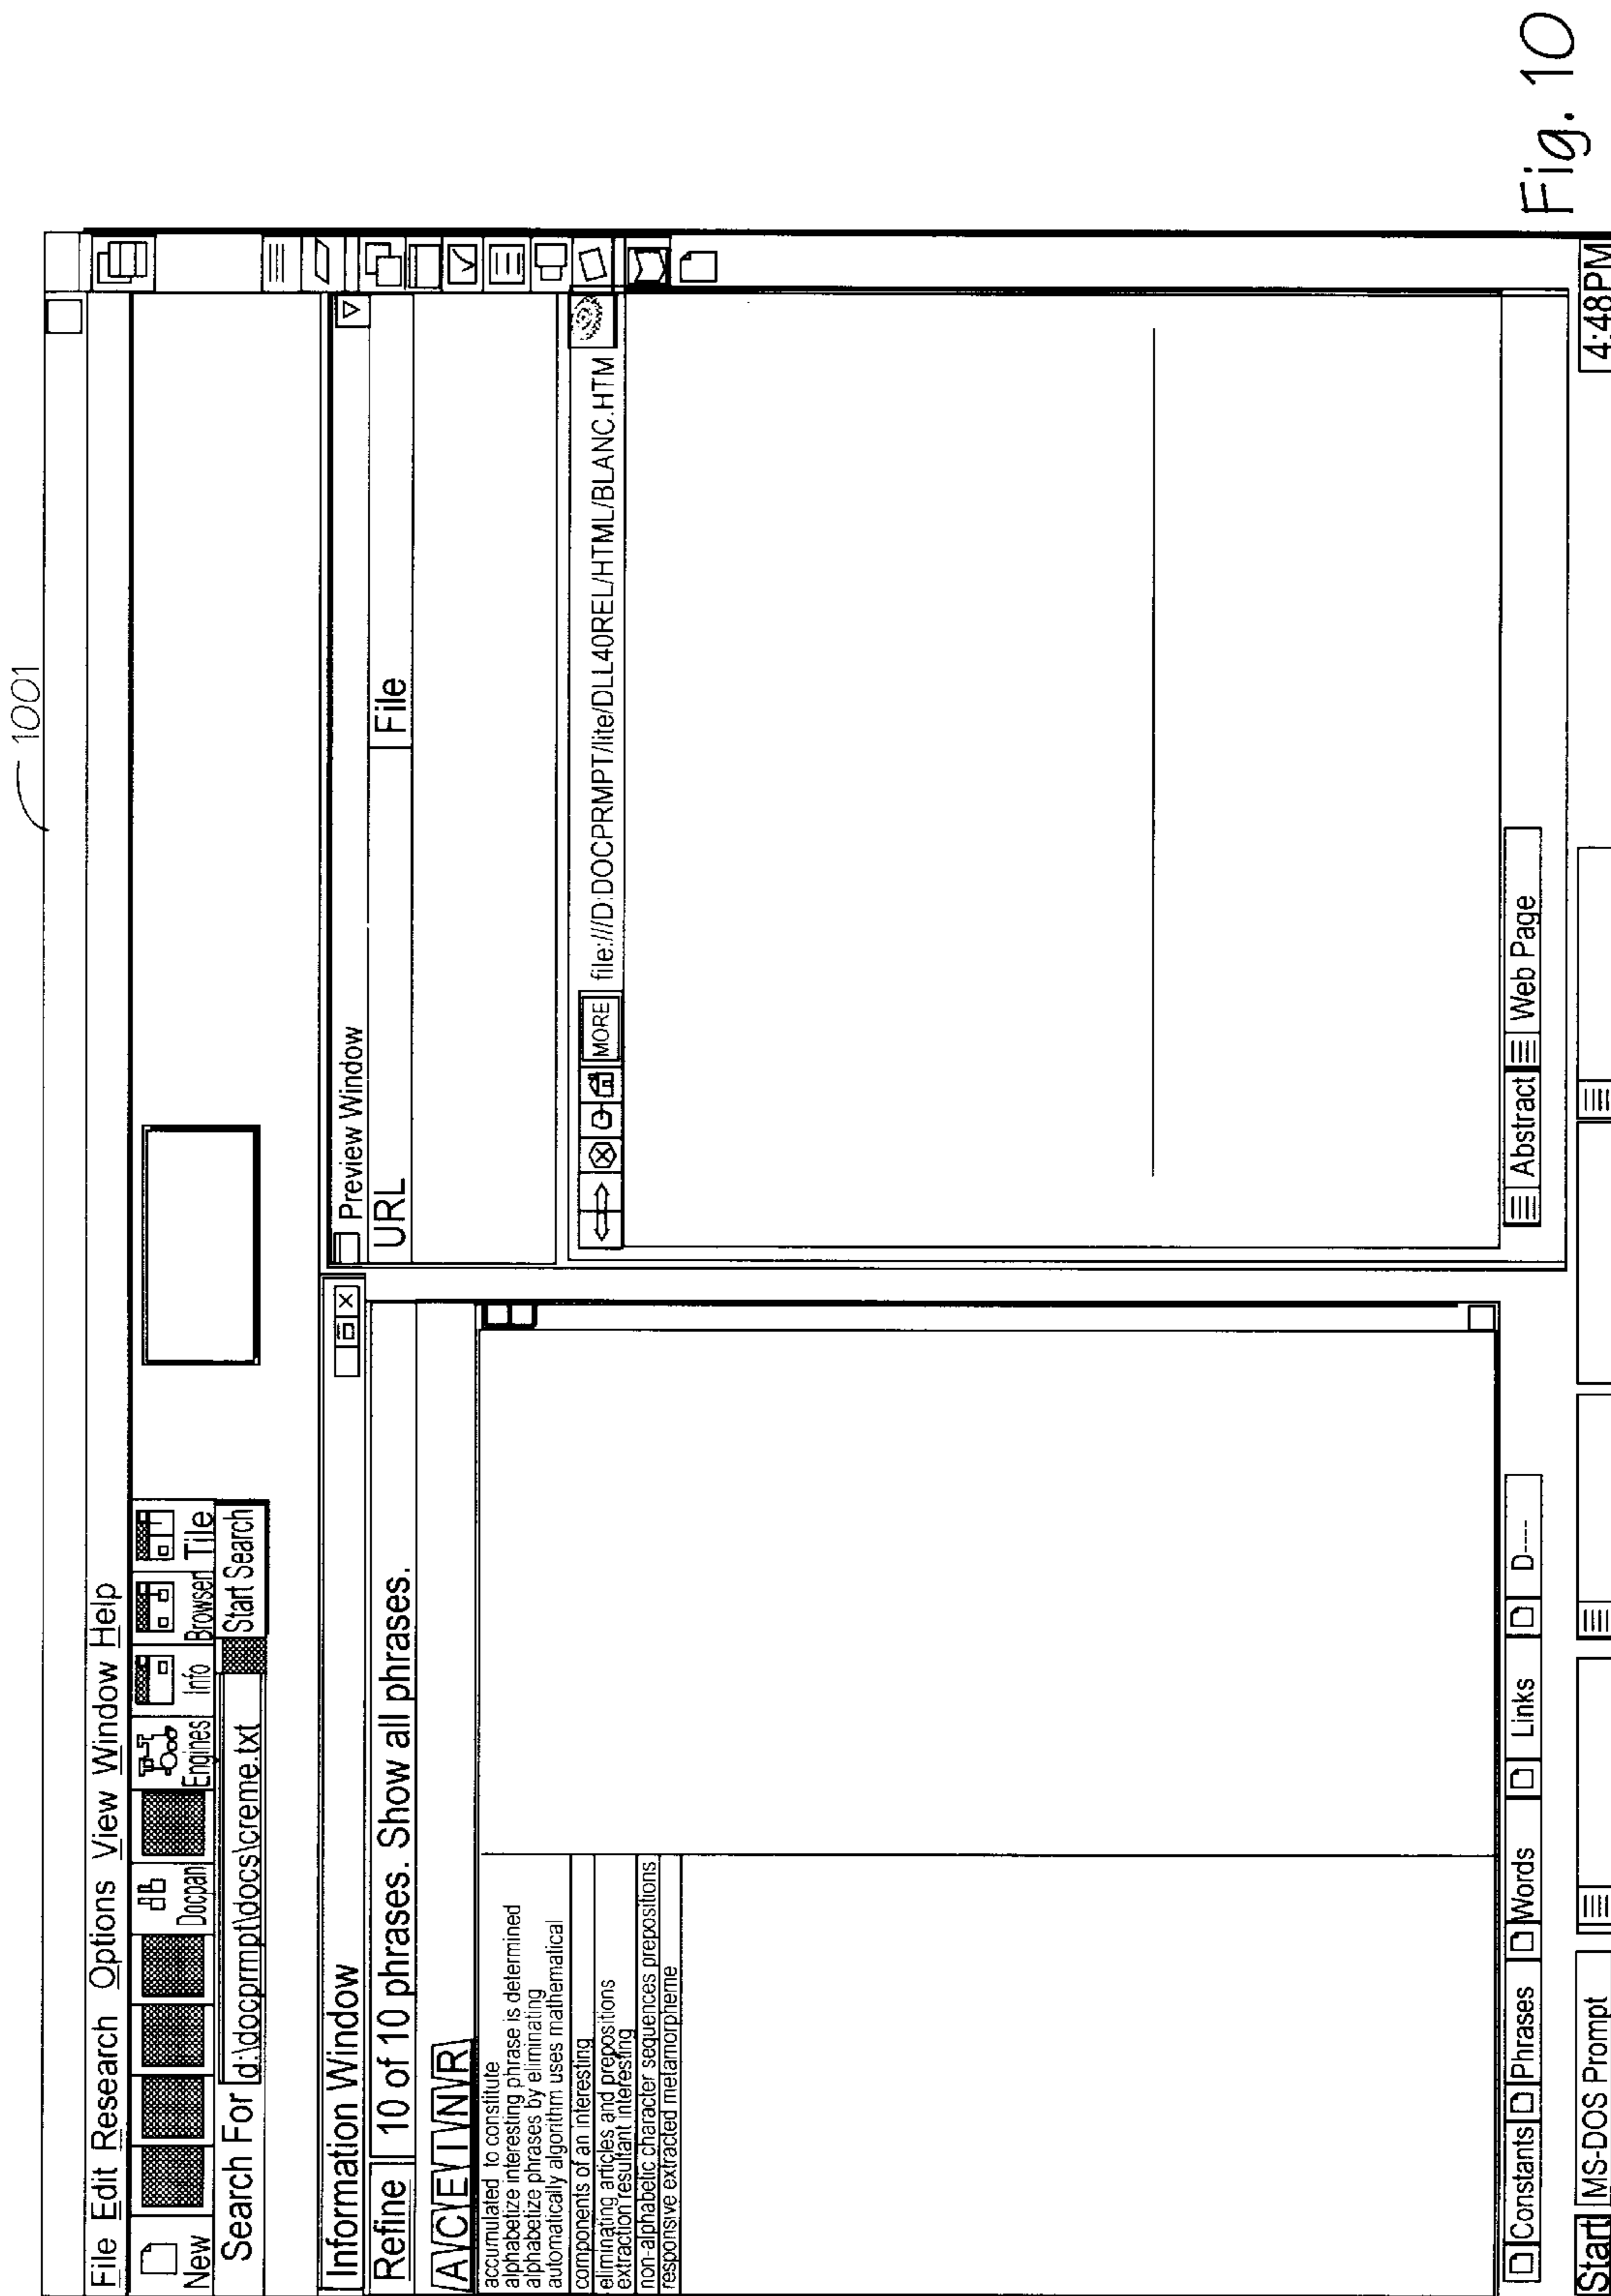 1001
File Edit Research Options View Window Help
New Docpan Engines Info Browser Tile
Search For d:\docprmpt\docs\creme.txt Start Search
Information Window
Refine 10 of 10 phrases. Show all phrases.
A C E I N R
accumulated to constitute
alphabetize interesting phrase is determined
alphabetize phrases by eliminating
automatically algorithm uses mathematical
components of an interesting
eliminating articles and prepositions
extraction resultant interesting
non-alphabetic character sequences prepositions
responsive extracted metamorpheme
Constants Phrases Words Links D----
Preview Window
URL File
MORE file:///D:DOCPRMPT/lite/DLL40REL/HTML/BLANC.HTM
Abstract Web Page
Start MS-DOS Prompt 4:48PM
Fig. 10